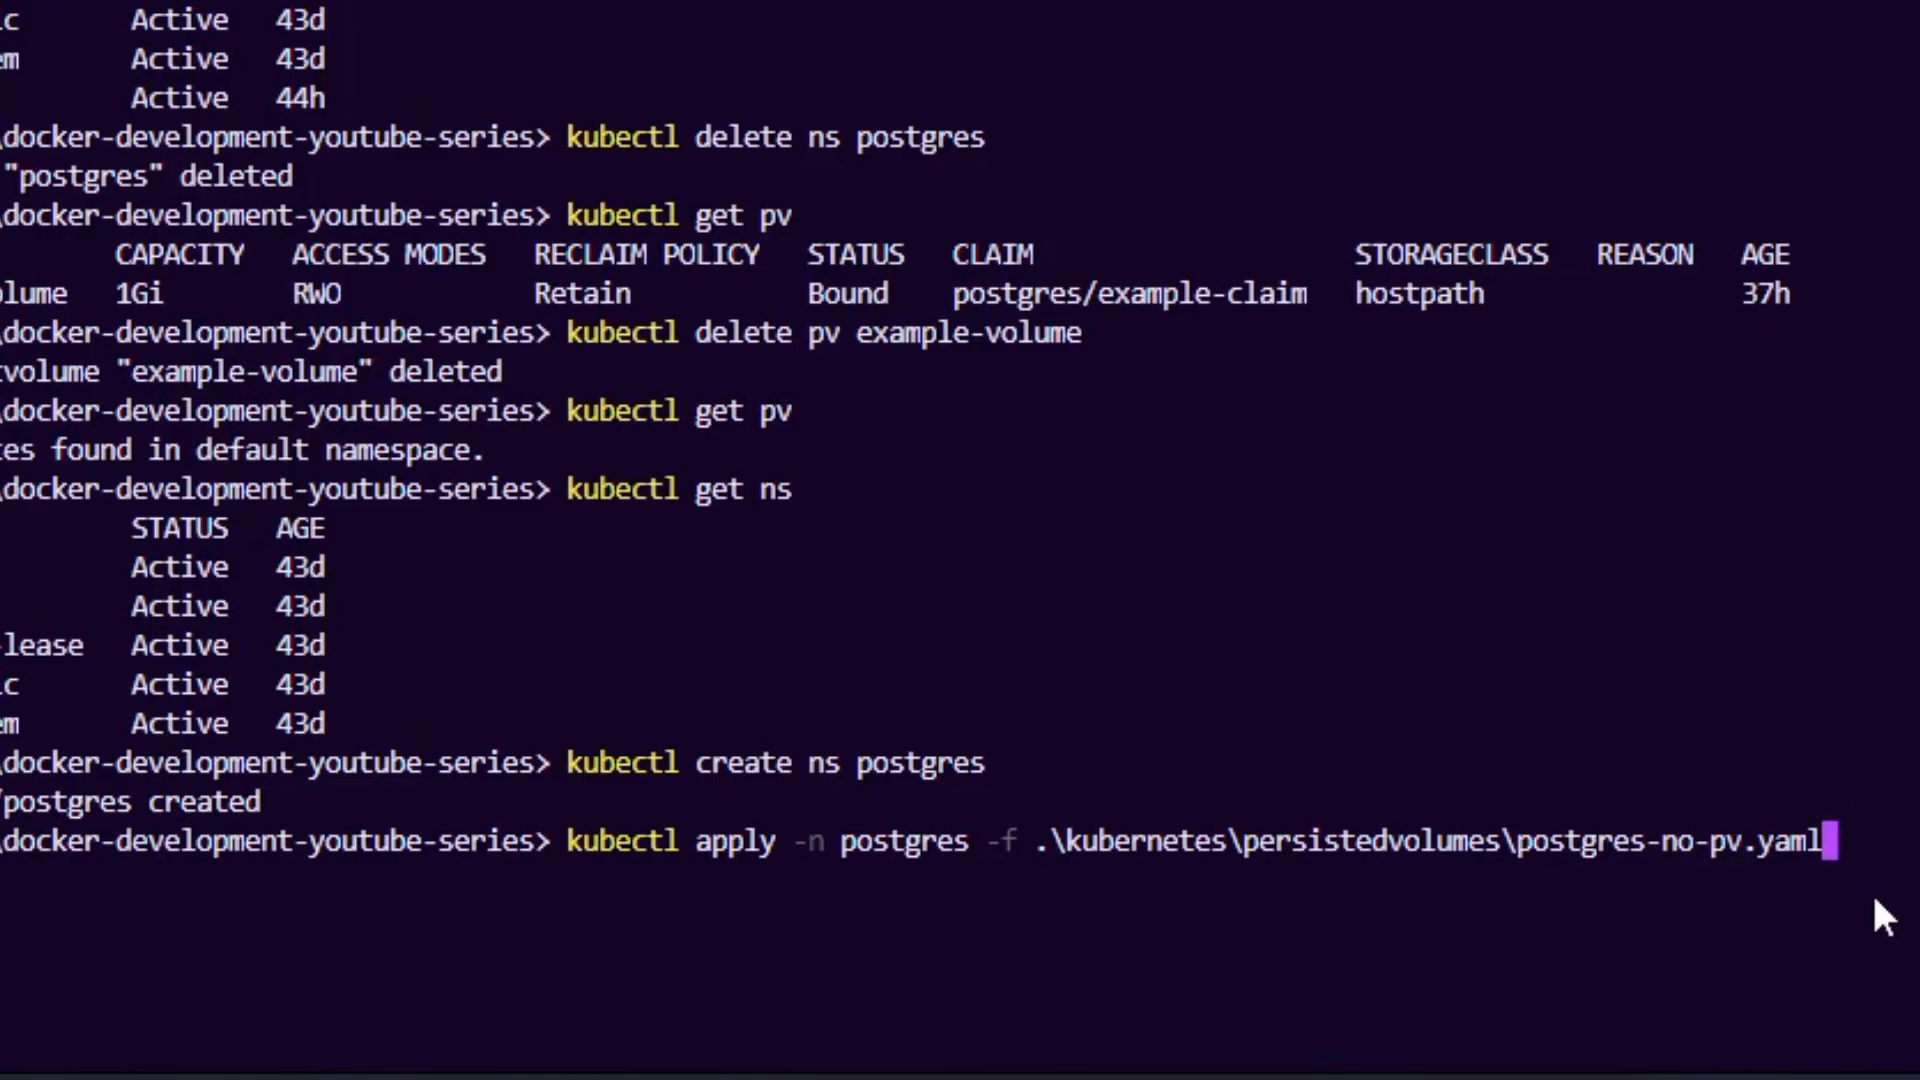 ic Active 43d
em Active 43d
Active 44h
\docker-development-youtube-series> kubectl delete ns postgres
"postgres" deleted
\docker-development-youtube-series> kubectl get pv
CAPACITY ACCESS MODES RECLAIM POLICY STATUS CLAIM STORAGECLASS REASON AGE
olume 1Gi RWO Retain Bound postgres/example-claim hostpath 37h
\docker-development-youtube-series> kubectl delete pv example-volume
tvolume "example-volume" deleted
\docker-development-youtube-series> kubectl get pv
ces found in default namespace.
\docker-development-youtube-series> kubectl get ns
STATUS AGE
Active 43d
Active 43d
-lease Active 43d
ic Active 43d
em Active 43d
\docker-development-youtube-series> kubectl create ns postgres
/postgres created
\docker-development-youtube-series> kubectl apply -n postgres -f .\kubernetes\persistedvolumes\postgres-no-pv.yaml